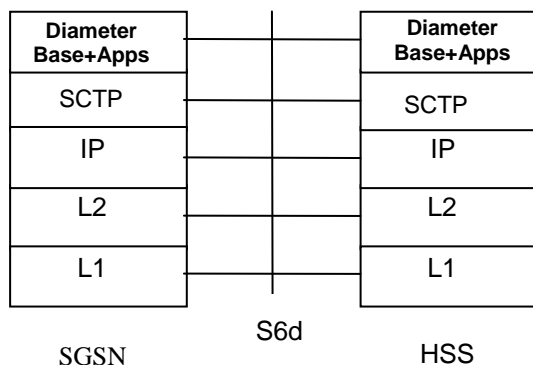 Diameter
Base+Apps
SCTP
IP
L2
L1
SGSN
Diameter
Base+Apps
SCTP
IP
L2
L1
HSS
S6d